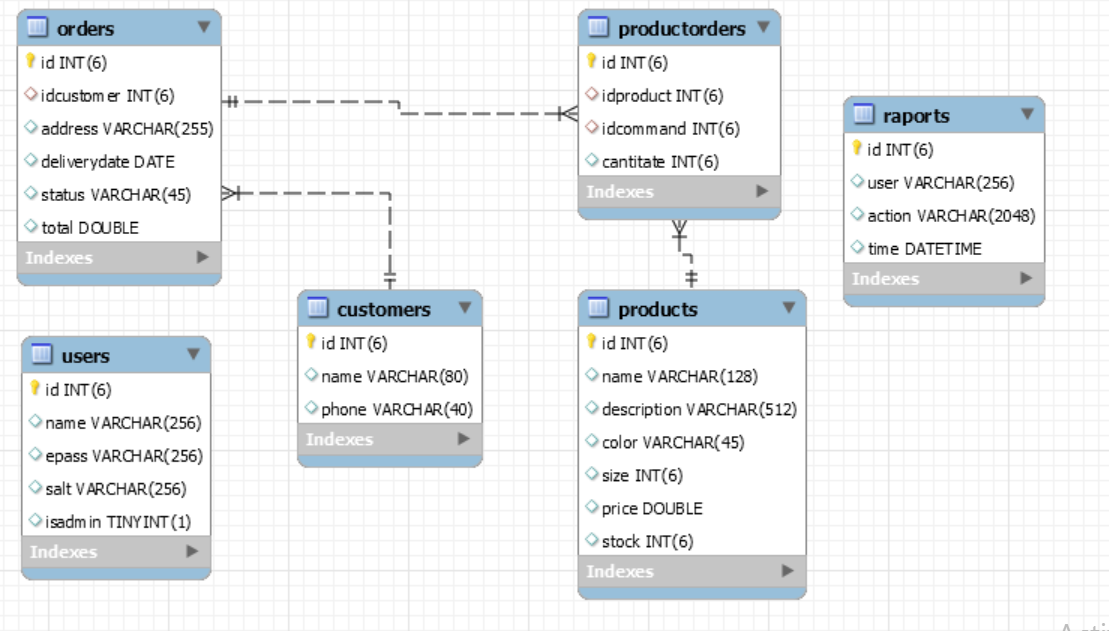 orders
id INT(6)
idcustomer INT(6)
address VARCHAR(255)
deliverydate DATE
status VARCHAR(45)
total DOUBLE
Indexes
productorders
id INT(6)
idproduct INT(6)
idcommand INT(6)
cantitate INT(6)
Indexes
raports
id INT(6)
user VARCHAR(256)
action VARCHAR(2048)
time DATETIME
Indexes
users
id INT(6)
name VARCHAR(256)
epass VARCHAR(256)
salt VARCHAR(256)
isadmin TINYINT(1)
Indexes
customers
id INT(6)
name VARCHAR(80)
phone VARCHAR(40)
Indexes
products
id INT(6)
name VARCHAR(128)
description VARCHAR(512)
color VARCHAR(45)
size INT(6)
price DOUBLE
stock INT(6)
Indexes